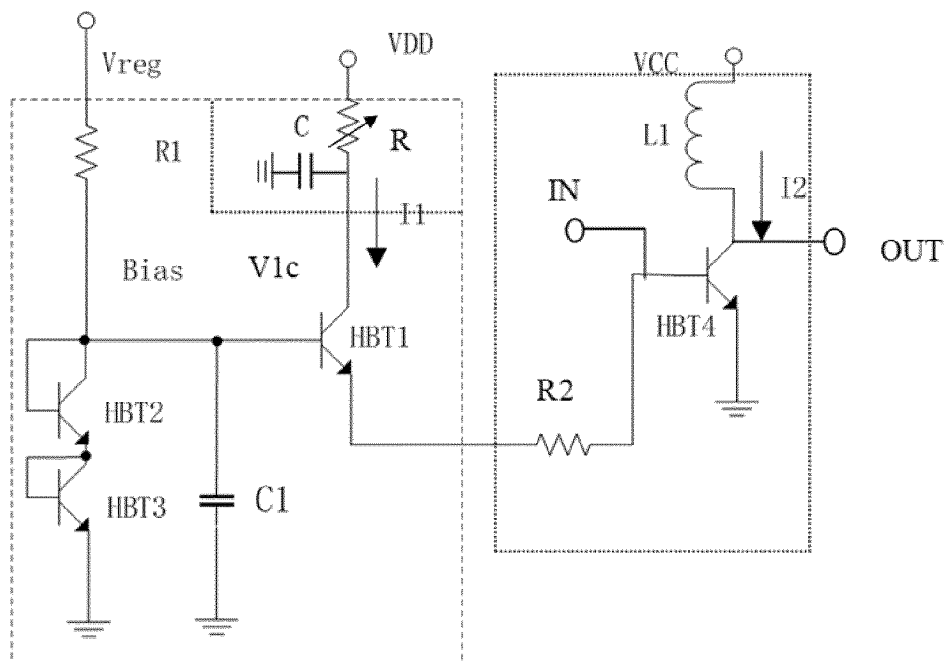 Vreg
VDD
VCC
R1
C
R
L1
IN
I1
I2
Bias
V1c
OUT
HBT1
HBT4
HBT2
R2
HBT3
C1